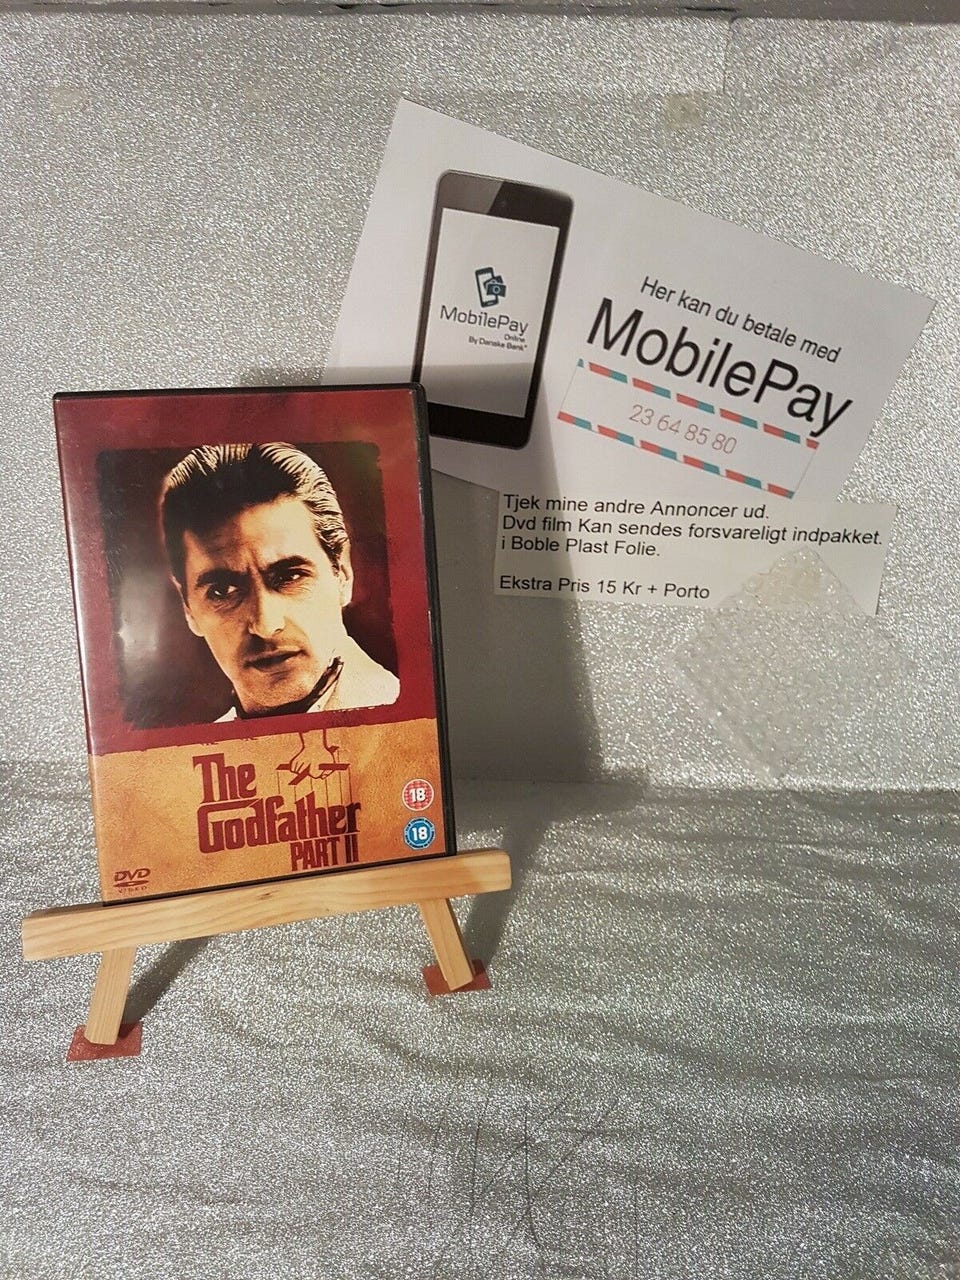 MobilePay
Online
By Danske Bank
Her kan du betale med
MobilePay
23 64 85 80
Tjek mine andre Annoncer ud.
Dvd film Kan sendes forsvareligt indpakket.
i Boble Plast Folie.
Ekstra Pris 15 Kr + Porto
The
Godfather
PART II
18
18
DVD
VIDEO